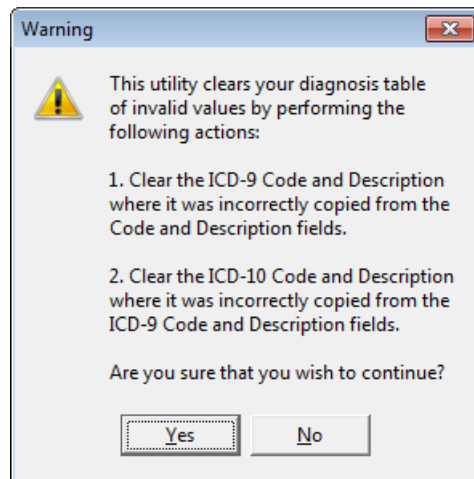 Warning
This utility clears your diagnosis table
of invalid values by performing the
following actions:
1. Clear the ICD-9 Code and Description
where it was incorrectly copied from the
Code and Description fields.
2. Clear the ICD-10 Code and Description
where it was incorrectly copied from the
ICD-9 Code and Description fields.
Are you sure that you wish to continue?
Yes No